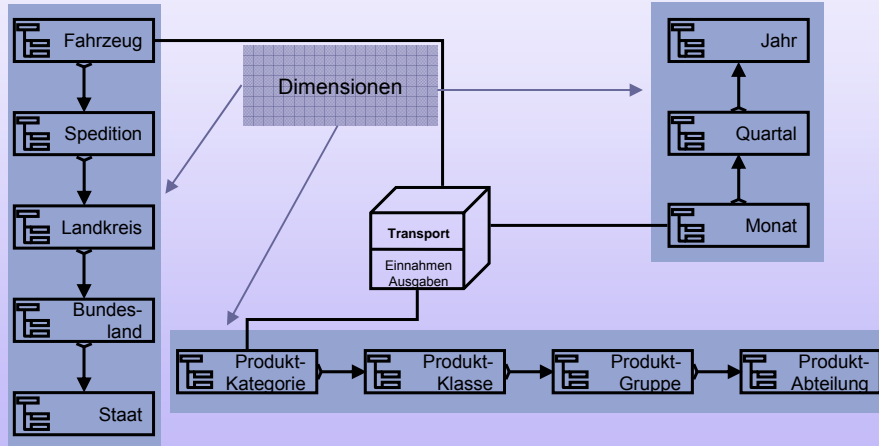 Fahrzeug
Spedition
Landkreis
Bundes-
land
Staat
Dimensionen
Transport
Einnahmen
Ausgaben
Jahr
Quartal
Monat
Produkt-
Kategorie
Produkt-
Klasse
Produkt-
Gruppe
Produkt-
Abteilung